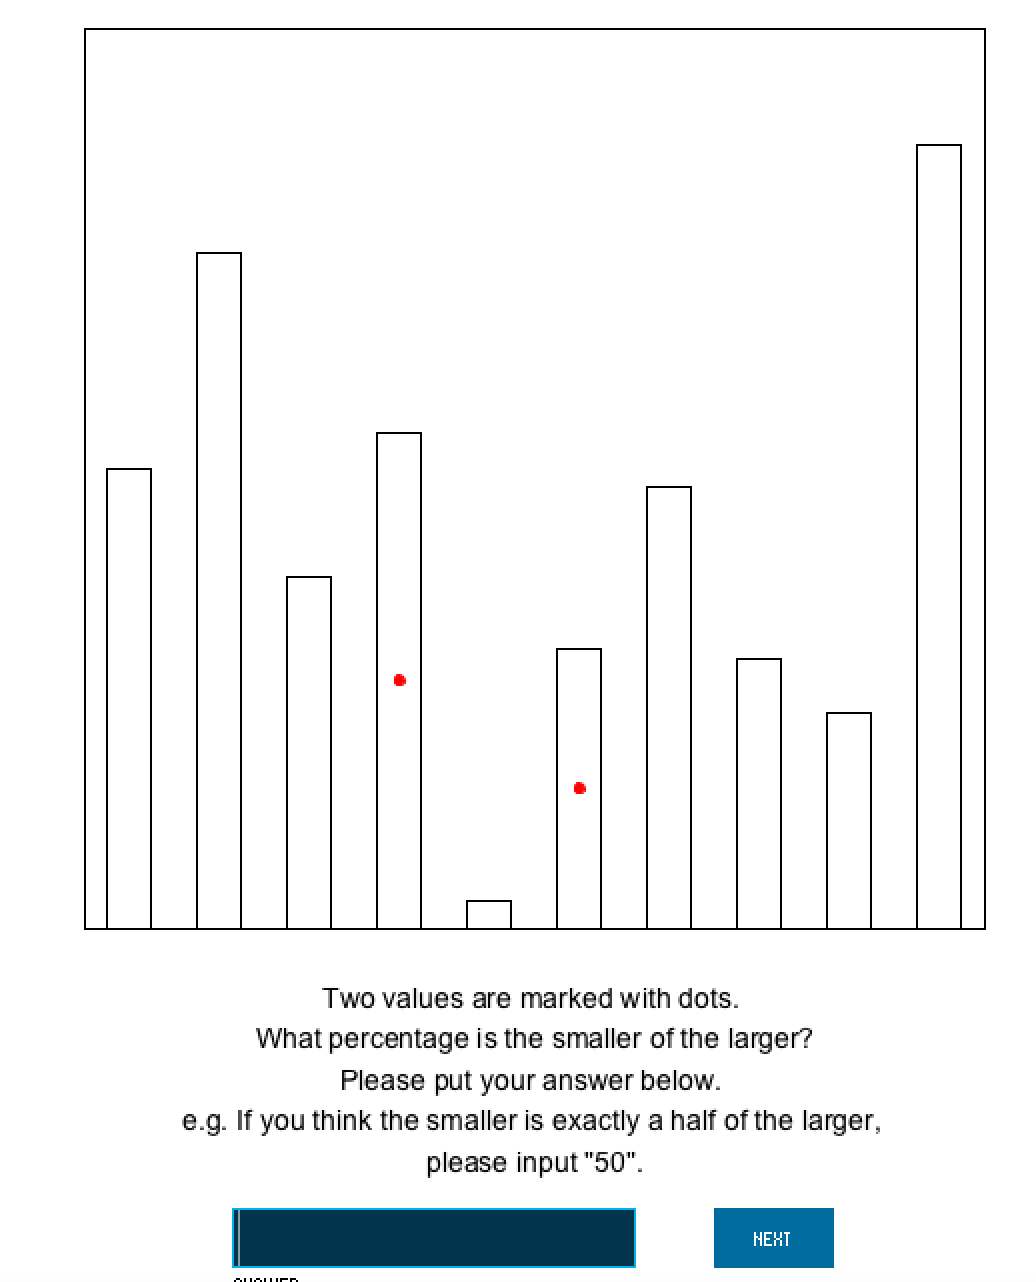 Two values are marked with dots.
What percentage is the smaller of the larger?
Please put your answer below.
e.g. If you think the smaller is exactly a half of the larger,
please input "50".
NEXT
ANSWER